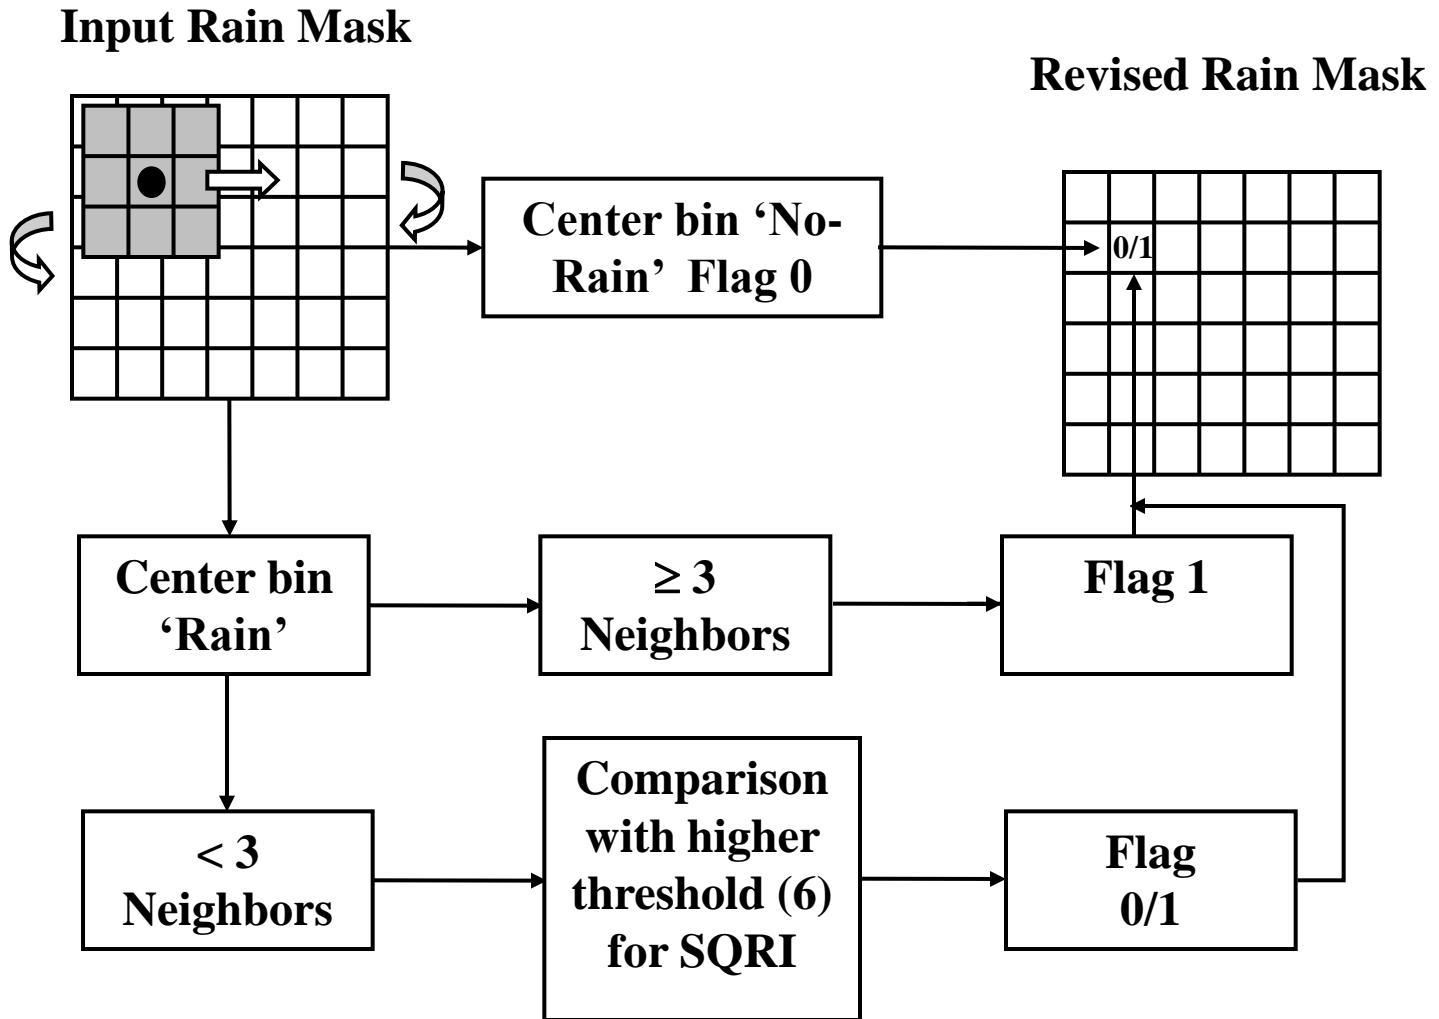 Input Rain Mask
Revised Rain Mask
Center bin ‘No-
Rain’ Flag 0
0/1
Center bin
‘Rain’
≥ 3
Neighbors
Flag 1
< 3
Neighbors
Comparison
with higher
threshold (6)
for SQRI
Flag
0/1